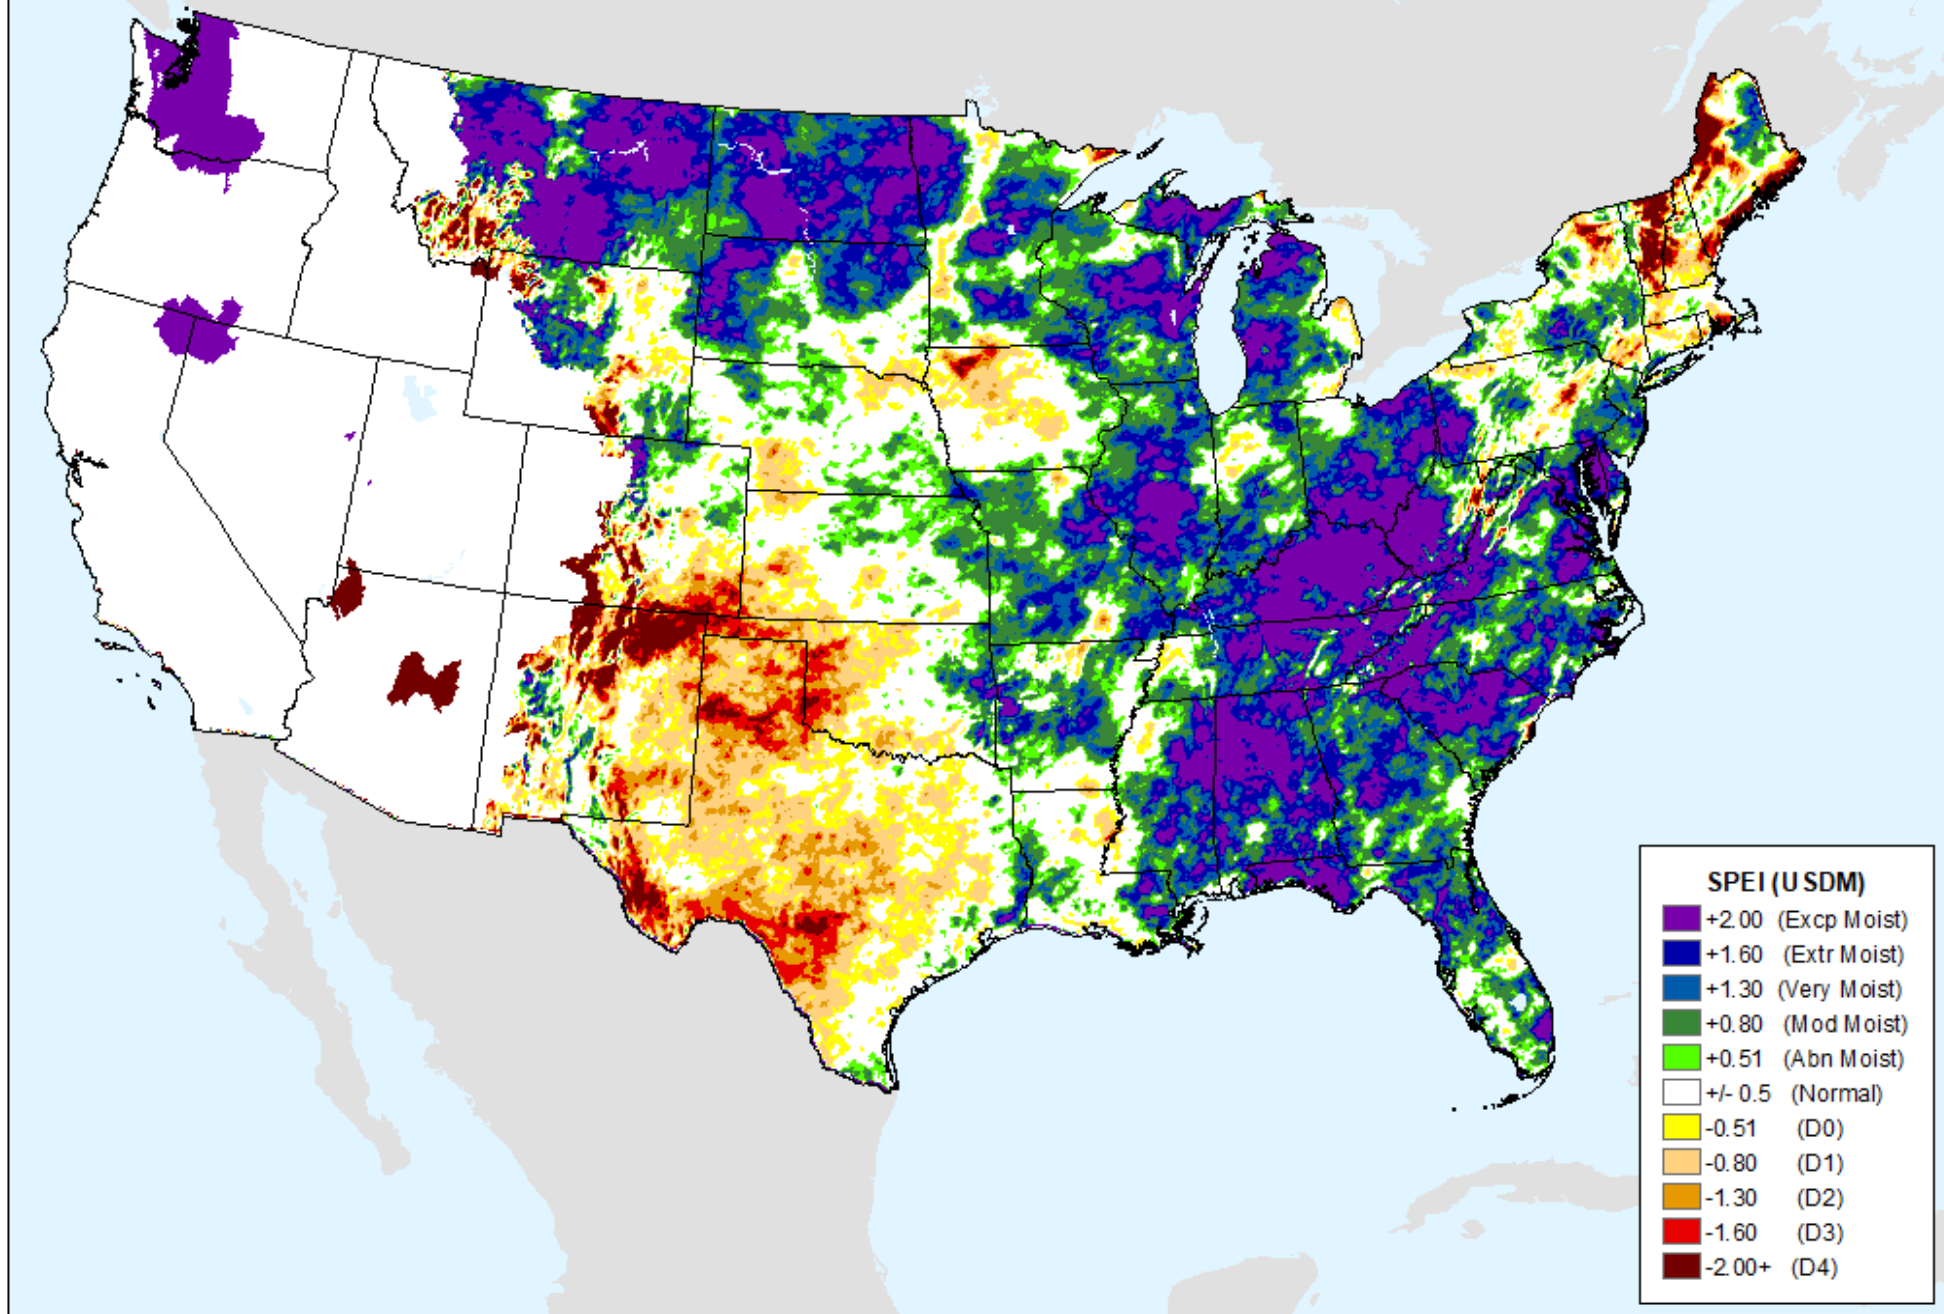 SPEI (USDM)
+2.00 (Excp Moist)
+1.60 (Extr Moist)
+1.30 (Very Moist)
+0.80 (Mod Moist)
+0.51 (Abn Moist)
+/- 0.5 (Normal)
-0.51 (D0)
-0.80 (D1)
-1.30 (D2)
-1.60 (D3)
-2.00+ (D4)